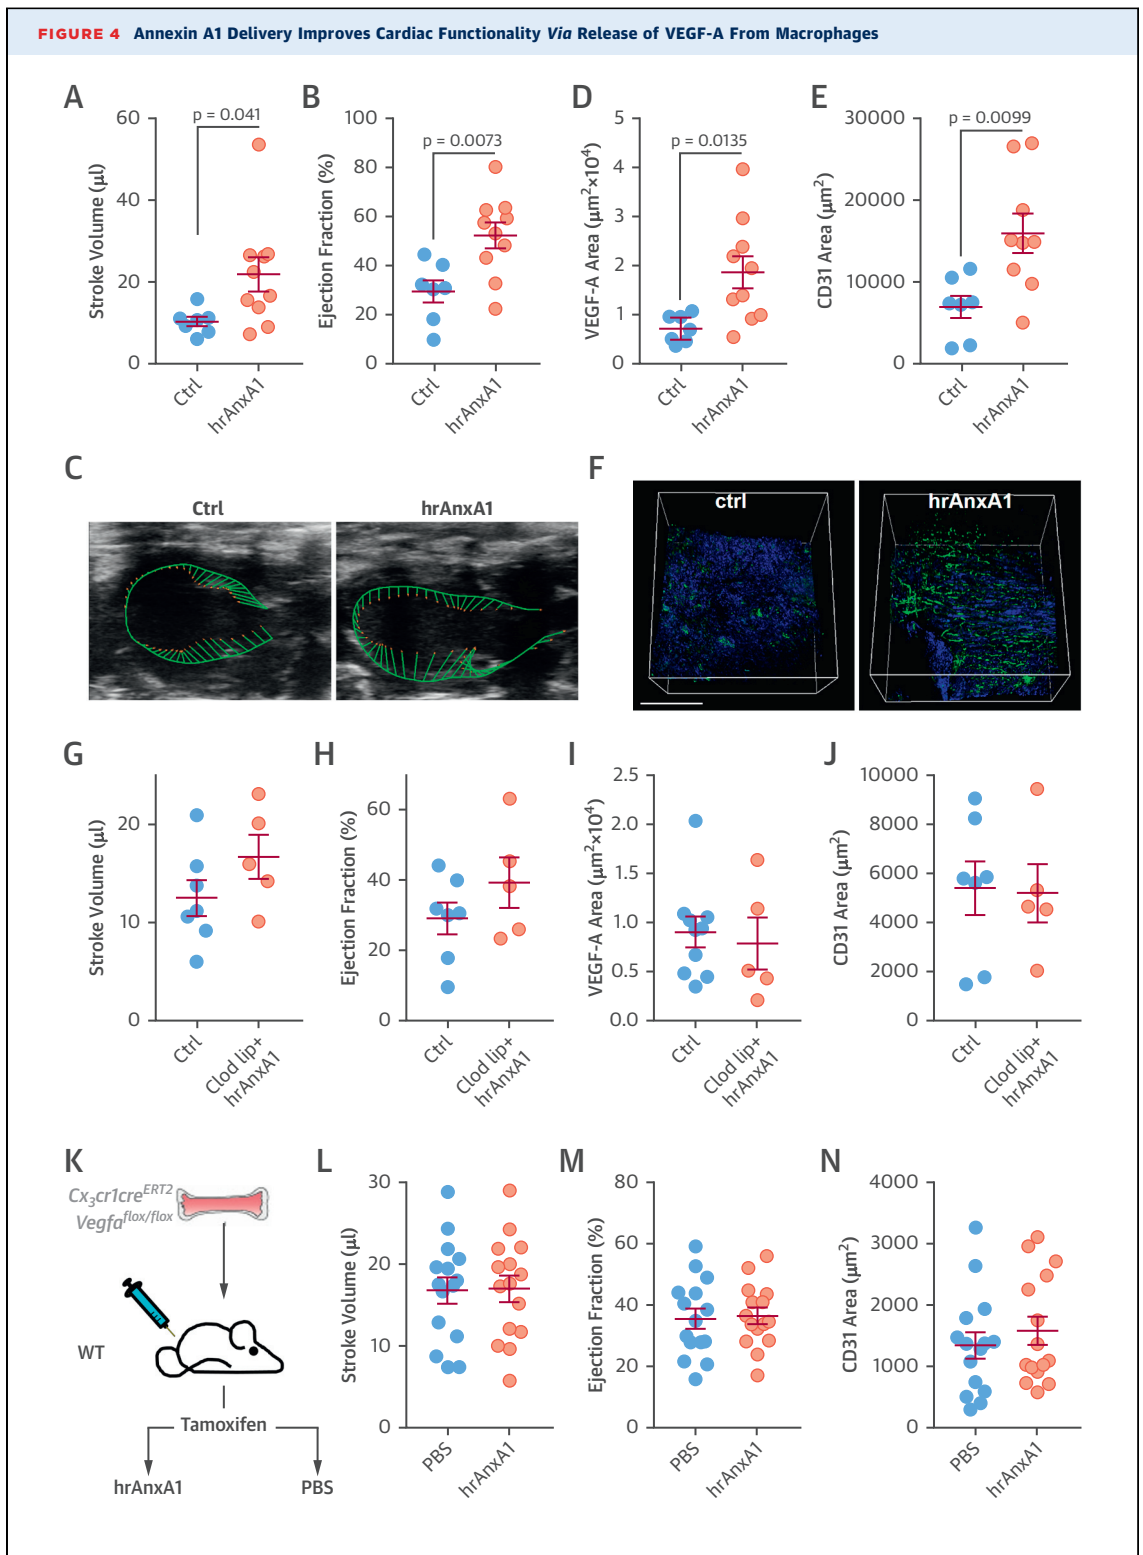 FIGURE 4 Annexin A1 Delivery Improves Cardiac Functionality Via Release of VEGF-A From Macrophages
A
Stroke Volume (μl)
60
40
20
0
p = 0.041
Ctrl
hrAnxA1
B
Ejection Fraction (%)
100
80
60
40
20
0
p = 0.0073
Ctrl
hrAnxA1
D
VEGF-A Area (μm²×10⁴)
5
4
3
2
1
0
p = 0.0135
Ctrl
hrAnxA1
E
CD31 Area (μm²)
30000
20000
10000
0
p = 0.0099
Ctrl
hrAnxA1
C
Ctrl
hrAnxA1
F
ctrl
hrAnxA1
G
Stroke Volume (μl)
20
10
0
Ctrl
Clod lip+
hrAnxA1
H
Ejection Fraction (%)
60
40
20
0
Ctrl
Clod lip+
hrAnxA1
I
VEGF-A Area (μm²×10⁴)
2.5
2.0
1.5
1.0
0.5
0.0
Ctrl
Clod lip+
hrAnxA1
J
CD31 Area (μm²)
10000
8000
6000
4000
2000
0
Ctrl
Clod lip+
hrAnxA1
K
Cx₃cr1cre^ERT2
Vegfa^flox/flox
WT
Tamoxifen
hrAnxA1
PBS
L
Stroke Volume (μl)
30
20
10
0
PBS
hrAnxA1
M
Ejection Fraction (%)
80
60
40
20
0
PBS
hrAnxA1
N
CD31 Area (μm²)
4000
3000
2000
1000
0
PBS
hrAnxA1